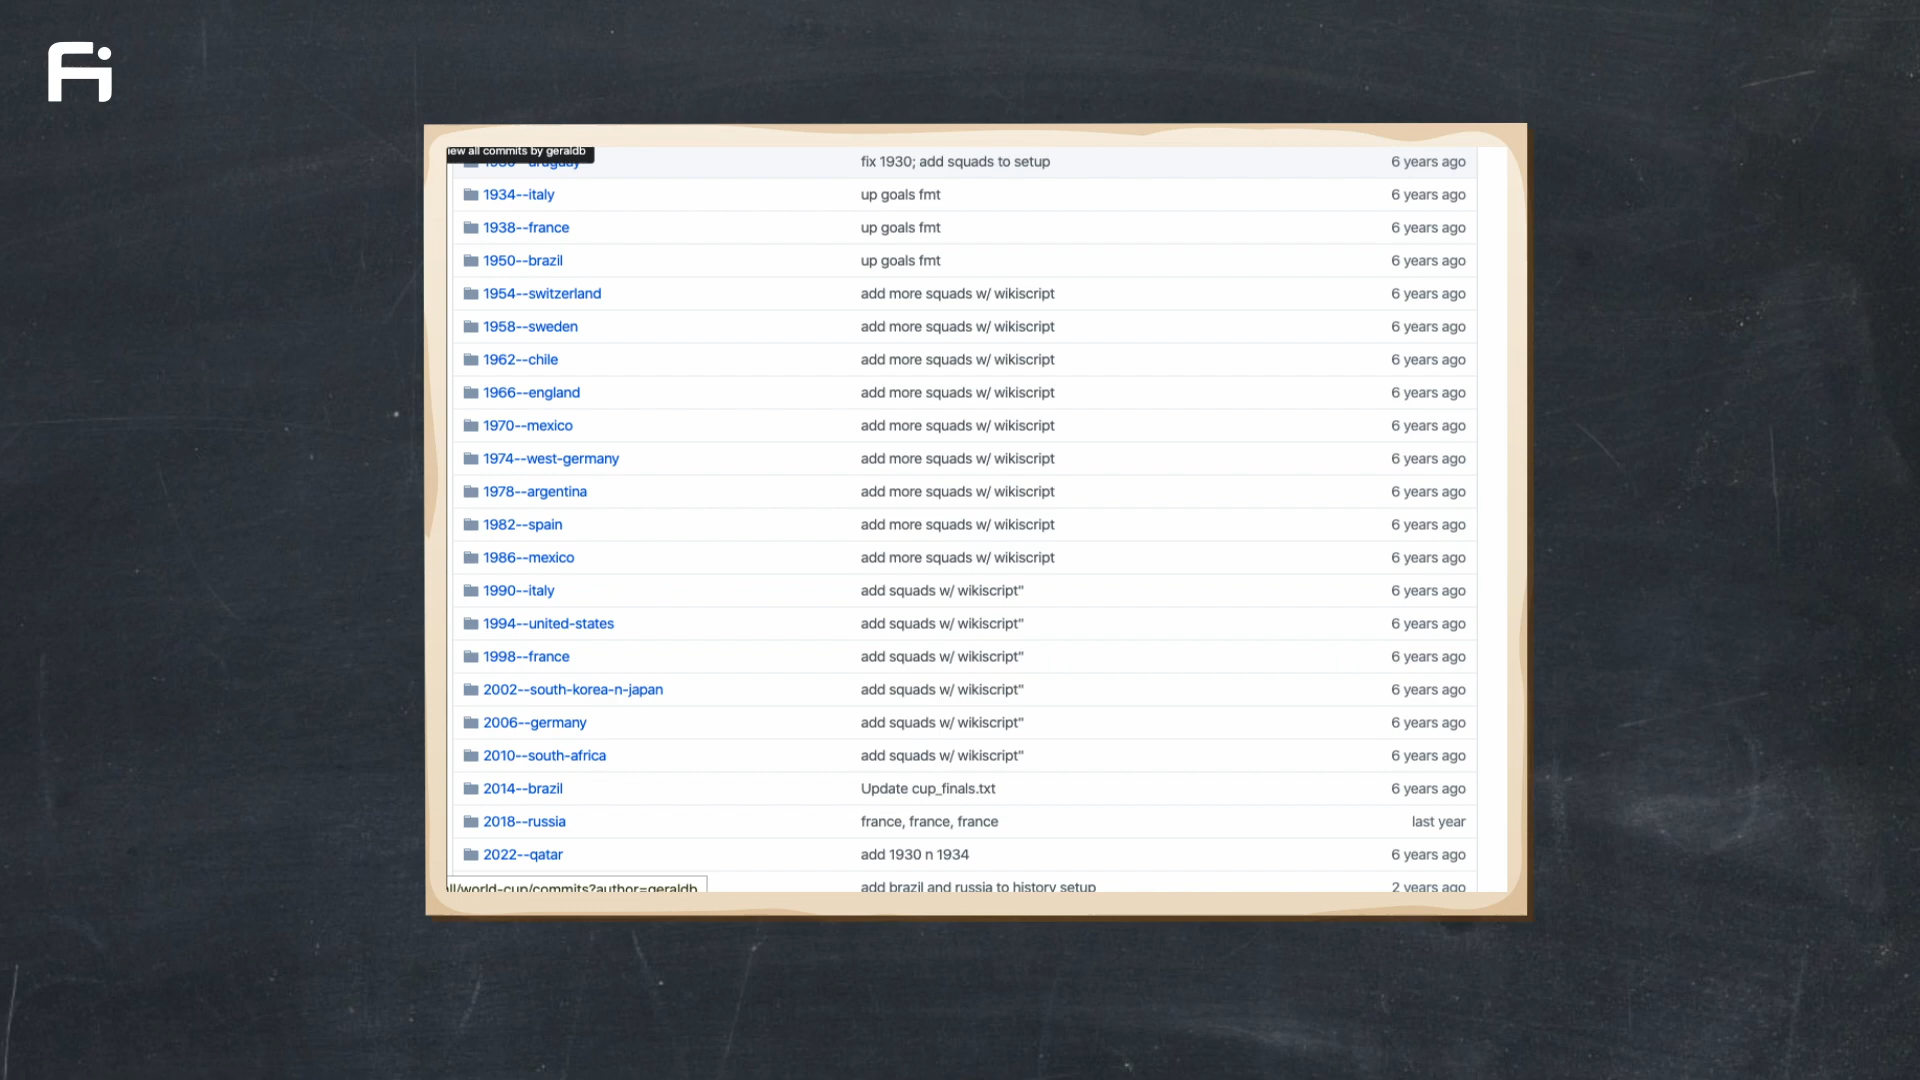 Fi
iew all commits by geraldb
fix 1930; add squads to setup 6 years ago
1934--italy up goals fmt 6 years ago
1938--france up goals fmt 6 years ago
1950--brazil up goals fmt 6 years ago
1954--switzerland add more squads w/ wikiscript 6 years ago
1958--sweden add more squads w/ wikiscript 6 years ago
1962--chile add more squads w/ wikiscript 6 years ago
1966--england add more squads w/ wikiscript 6 years ago
1970--mexico add more squads w/ wikiscript 6 years ago
1974--west-germany add more squads w/ wikiscript 6 years ago
1978--argentina add more squads w/ wikiscript 6 years ago
1982--spain add more squads w/ wikiscript 6 years ago
1986--mexico add more squads w/ wikiscript 6 years ago
1990--italy add squads w/ wikiscript" 6 years ago
1994--united-states add squads w/ wikiscript" 6 years ago
1998--france add squads w/ wikiscript" 6 years ago
2002--south-korea-n-japan add squads w/ wikiscript" 6 years ago
2006--germany add squads w/ wikiscript" 6 years ago
2010--south-africa add squads w/ wikiscript" 6 years ago
2014--brazil Update cup_finals.txt 6 years ago
2018--russia france, france, france last year
2022--qatar add 1930 n 1934 6 years ago
ll/world-cup/commits?author=geraldb add brazil and russia to history setup 2 years ago